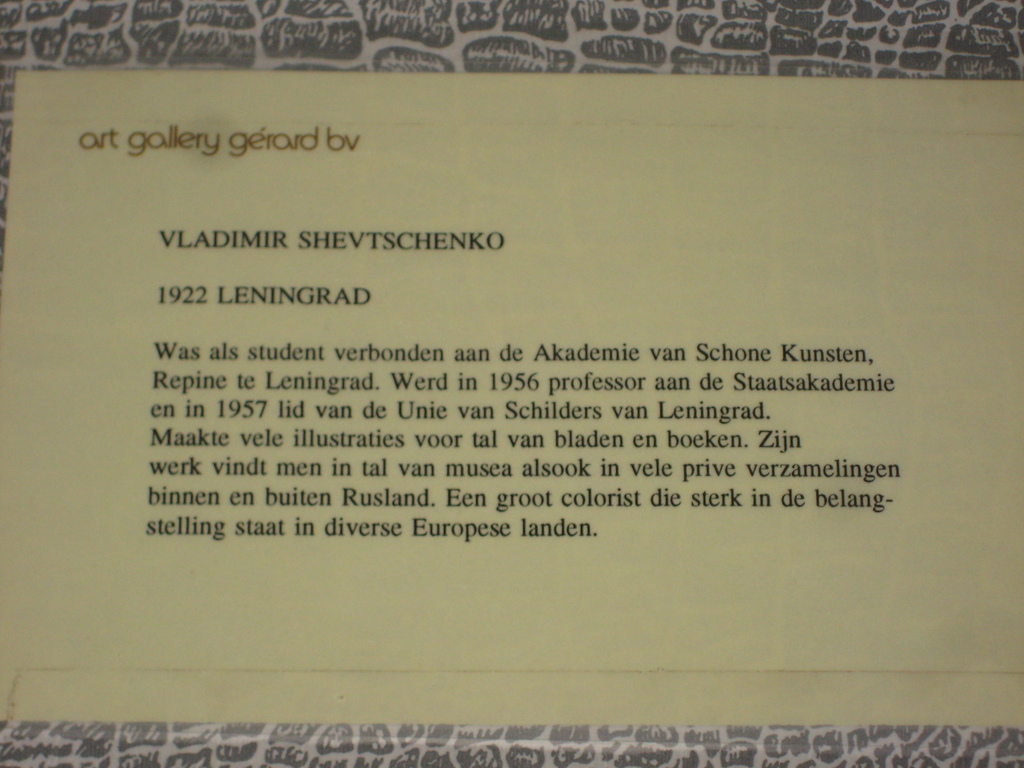 art gallery gérard bv
VLADIMIR SHEVTSCHENKO
1922 LENINGRAD
Was als student verbonden aan de Akademie van Schone Kunsten,
Repine te Leningrad. Werd in 1956 professor aan de Staatsakademie
en in 1957 lid van de Unie van Schilders van Leningrad.
Maakte vele illustraties voor tal van bladen en boeken. Zijn
werk vindt men in tal van musea alsook in vele prive verzamelingen
binnen en buiten Rusland. Een groot colorist die sterk in de belang-
stelling staat in diverse Europese landen.